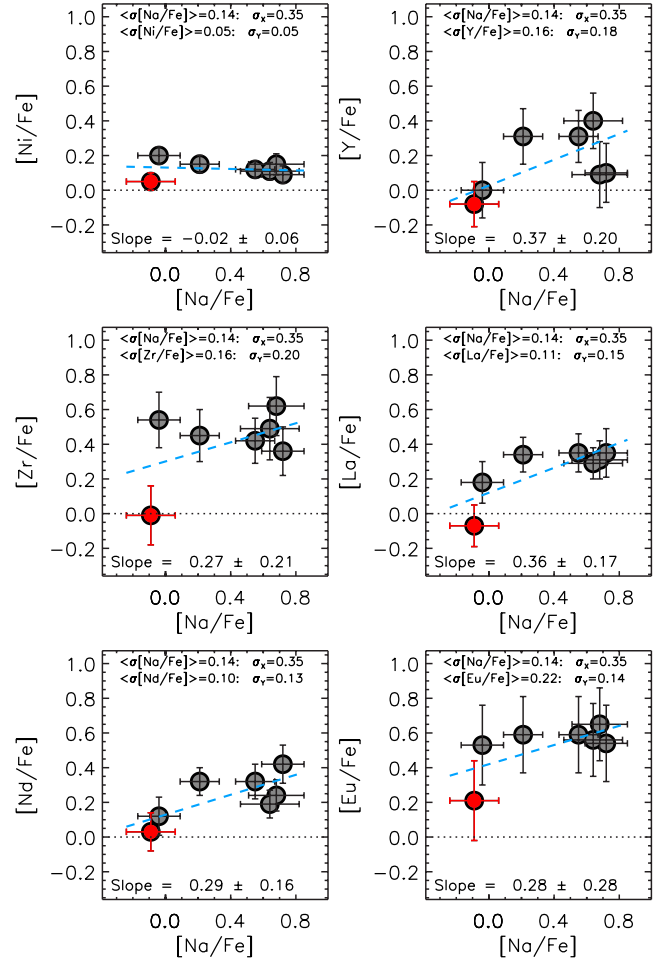 <σ[Na/Fe]>=0.14: σX=0.35
<σ[Ni/Fe]>=0.05: σY=0.05
1.0
0.8
0.6
0.4
0.2
0.0
−0.2
[Ni/Fe]
Slope = −0.02 ± 0.06
0.0 0.4 0.8
[Na/Fe]
<σ[Na/Fe]>=0.14: σX=0.35
<σ[Y/Fe]>=0.16: σY=0.18
1.0
0.8
0.6
0.4
0.2
0.0
−0.2
[Y/Fe]
Slope = 0.37 ± 0.20
0.0 0.4 0.8
[Na/Fe]
<σ[Na/Fe]>=0.14: σX=0.35
<σ[Zr/Fe]>=0.16: σY=0.20
1.0
0.8
0.6
0.4
0.2
0.0
−0.2
[Zr/Fe]
Slope = 0.27 ± 0.21
0.0 0.4 0.8
[Na/Fe]
<σ[Na/Fe]>=0.14: σX=0.35
<σ[La/Fe]>=0.11: σY=0.15
1.0
0.8
0.6
0.4
0.2
0.0
−0.2
[La/Fe]
Slope = 0.36 ± 0.17
0.0 0.4 0.8
[Na/Fe]
<σ[Na/Fe]>=0.14: σX=0.35
<σ[Nd/Fe]>=0.10: σY=0.13
1.0
0.8
0.6
0.4
0.2
0.0
−0.2
[Nd/Fe]
Slope = 0.29 ± 0.16
0.0 0.4 0.8
[Na/Fe]
<σ[Na/Fe]>=0.14: σX=0.35
<σ[Eu/Fe]>=0.22: σY=0.14
1.0
0.8
0.6
0.4
0.2
0.0
−0.2
[Eu/Fe]
Slope = 0.28 ± 0.28
0.0 0.4 0.8
[Na/Fe]